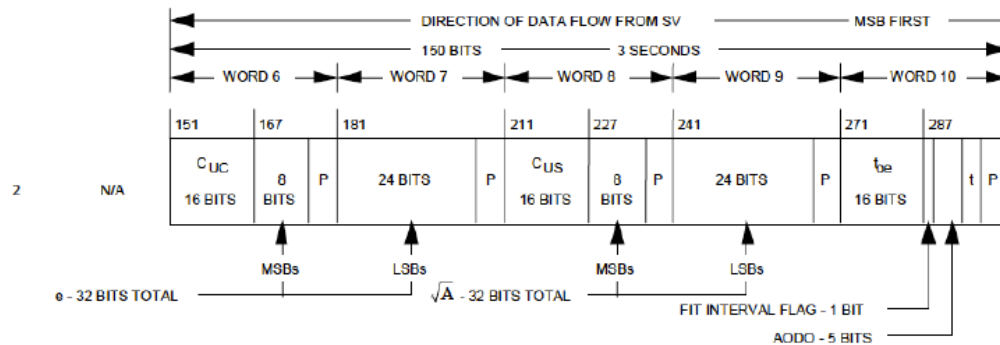 DIRECTION OF DATA FLOW FROM SV MSB FIRST
150 BITS 3 SECONDS
WORD 6 WORD 7 WORD 8 WORD 9 WORD 10
151 167 181 211 227 241 271 287
2 N/A
C UC 16 BITS
8 BITS
P
24 BITS
P
C US 16 BITS
8 BITS
P
24 BITS
P
t oe 16 BITS
t
P
MSBs LSBs MSBs LSBs
e - 32 BITS TOTAL √A - 32 BITS TOTAL
FIT INTERVAL FLAG - 1 BIT
AODO - 5 BITS